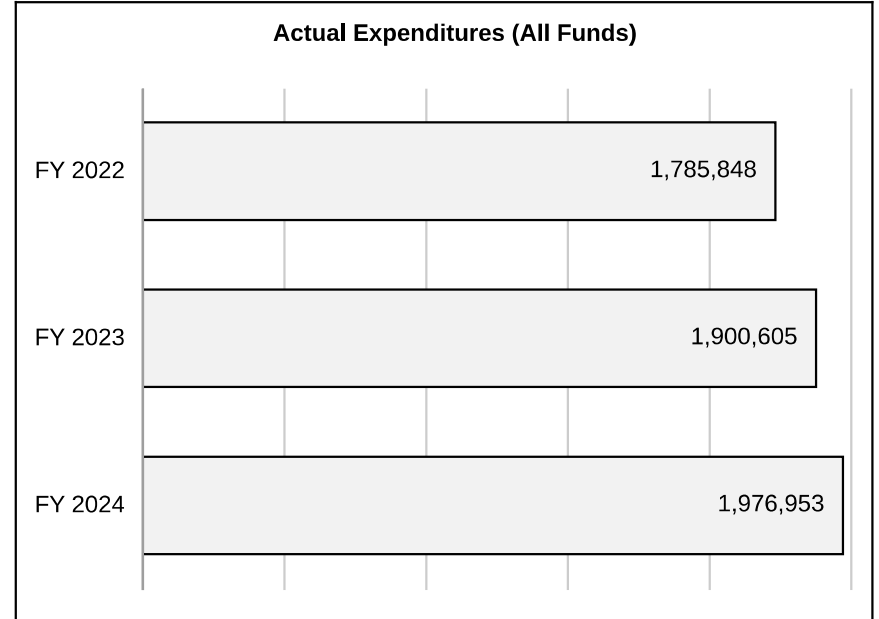 Actual Expenditures (All Funds)
FY 2022
1,785,848
FY 2023
1,900,605
FY 2024
1,976,953